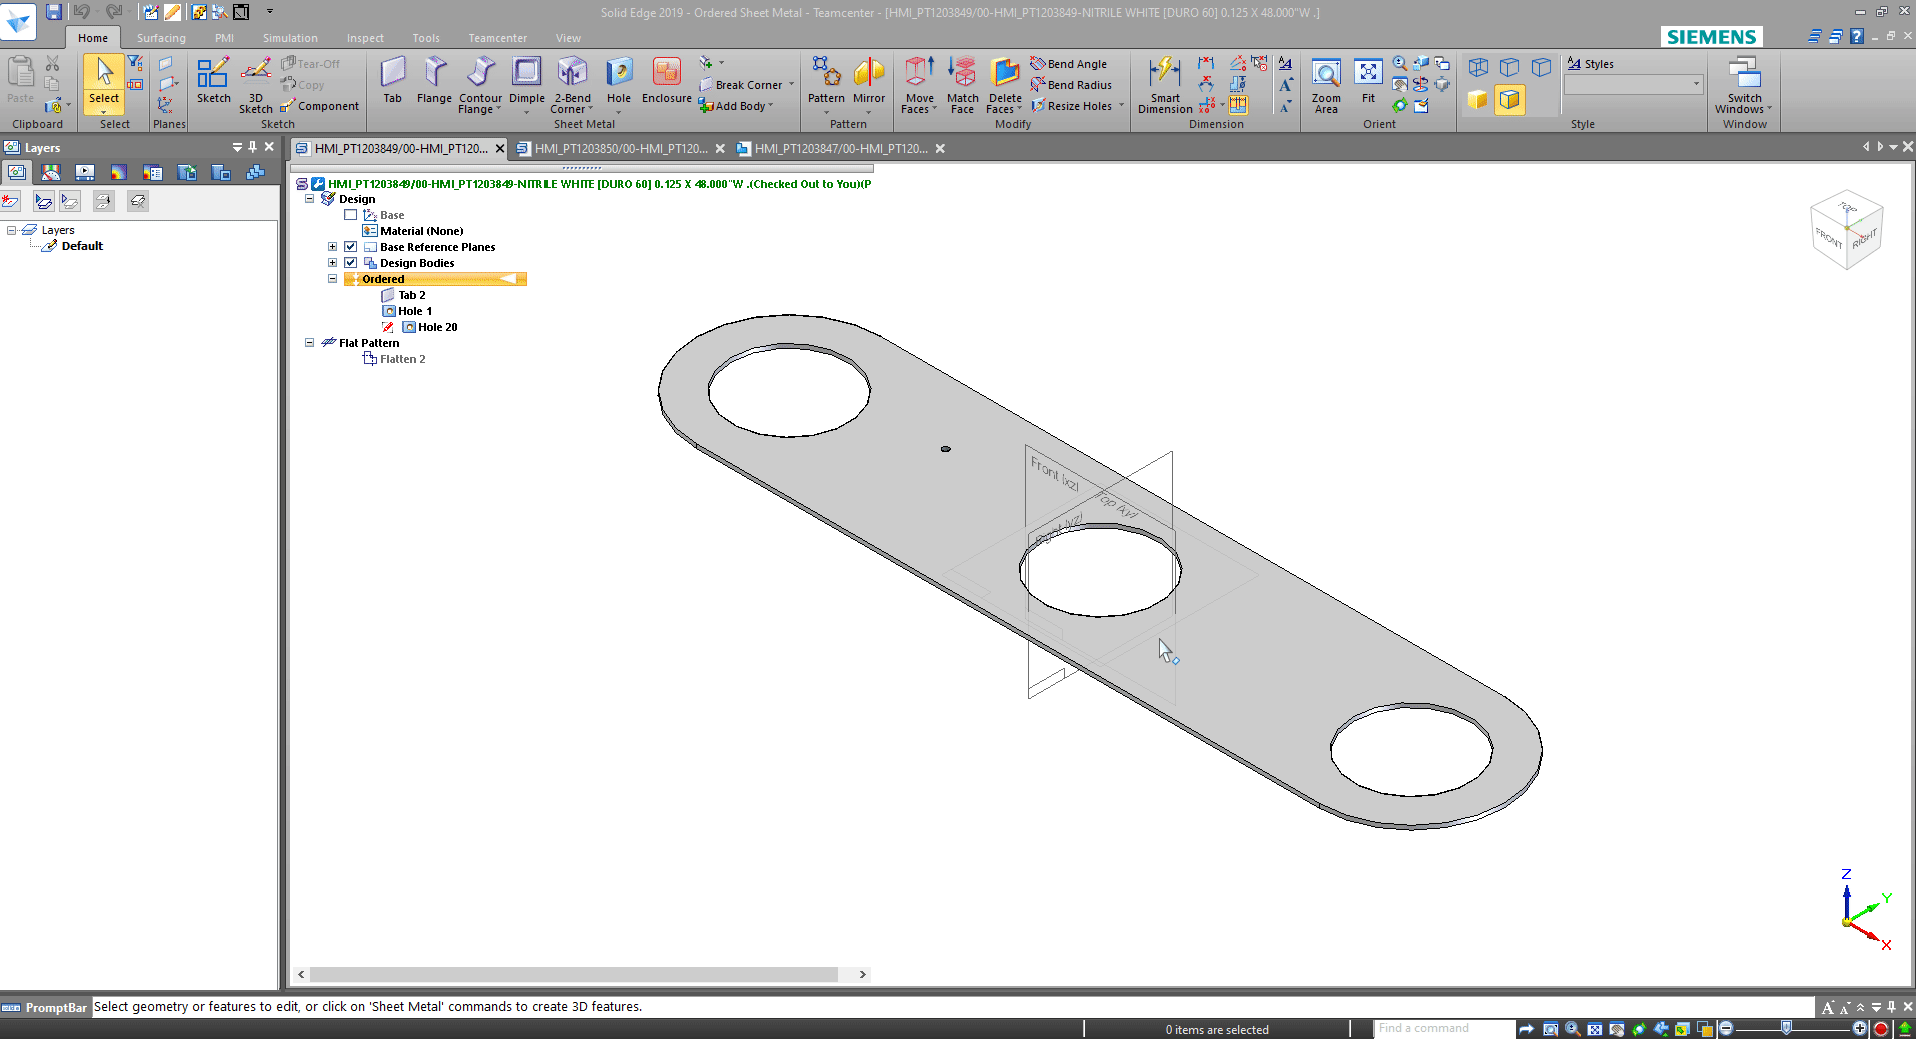 Solid Edge 2019 - Ordered Sheet Metal - Teamcenter - [HMI_PT1203849/00-HMI_PT1203849-NITRILE WHITE [DURO 60] 0.125 X 48.000"W .]
Home Surfacing PMI Simulation Inspect Tools Teamcenter View
SIEMENS
Paste
Clipboard
Select
Select
Planes
Sketch
3D Sketch
Tear-Off
Copy
Component
Sketch
Tab
Flange
Contour Flange
Dimple
2-Bend Corner
Hole
Enclosure
Break Corner
Add Body
Sheet Metal
Pattern
Mirror
Pattern
Move Faces
Match Face
Delete Faces
Bend Angle
Bend Radius
Resize Holes
Modify
Smart Dimension
Dimension
Zoom Area
Fit
Orient
Styles
Style
Switch Windows
Window
Layers
HMI_PT1203849/00-HMI_PT120...
HMI_PT1203850/00-HMI_PT120...
HMI_PT1203847/00-HMI_PT120...
Layers
Default
HMI_PT1203849/00-HMI_PT1203849-NITRILE WHITE [DURO 60] 0.125 X 48.000"W .(Checked Out to You)(P
Design
Base
Material (None)
Base Reference Planes
Design Bodies
Ordered
Tab 2
Hole 1
Hole 20
Flat Pattern
Flatten 2
TOP
FRONT
RIGHT
Front (xz)
Top (xy)
Right (yz)
Z
Y
X
PromptBar
Select geometry or features to edit, or click on 'Sheet Metal' commands to create 3D features.
0 items are selected
Find a command